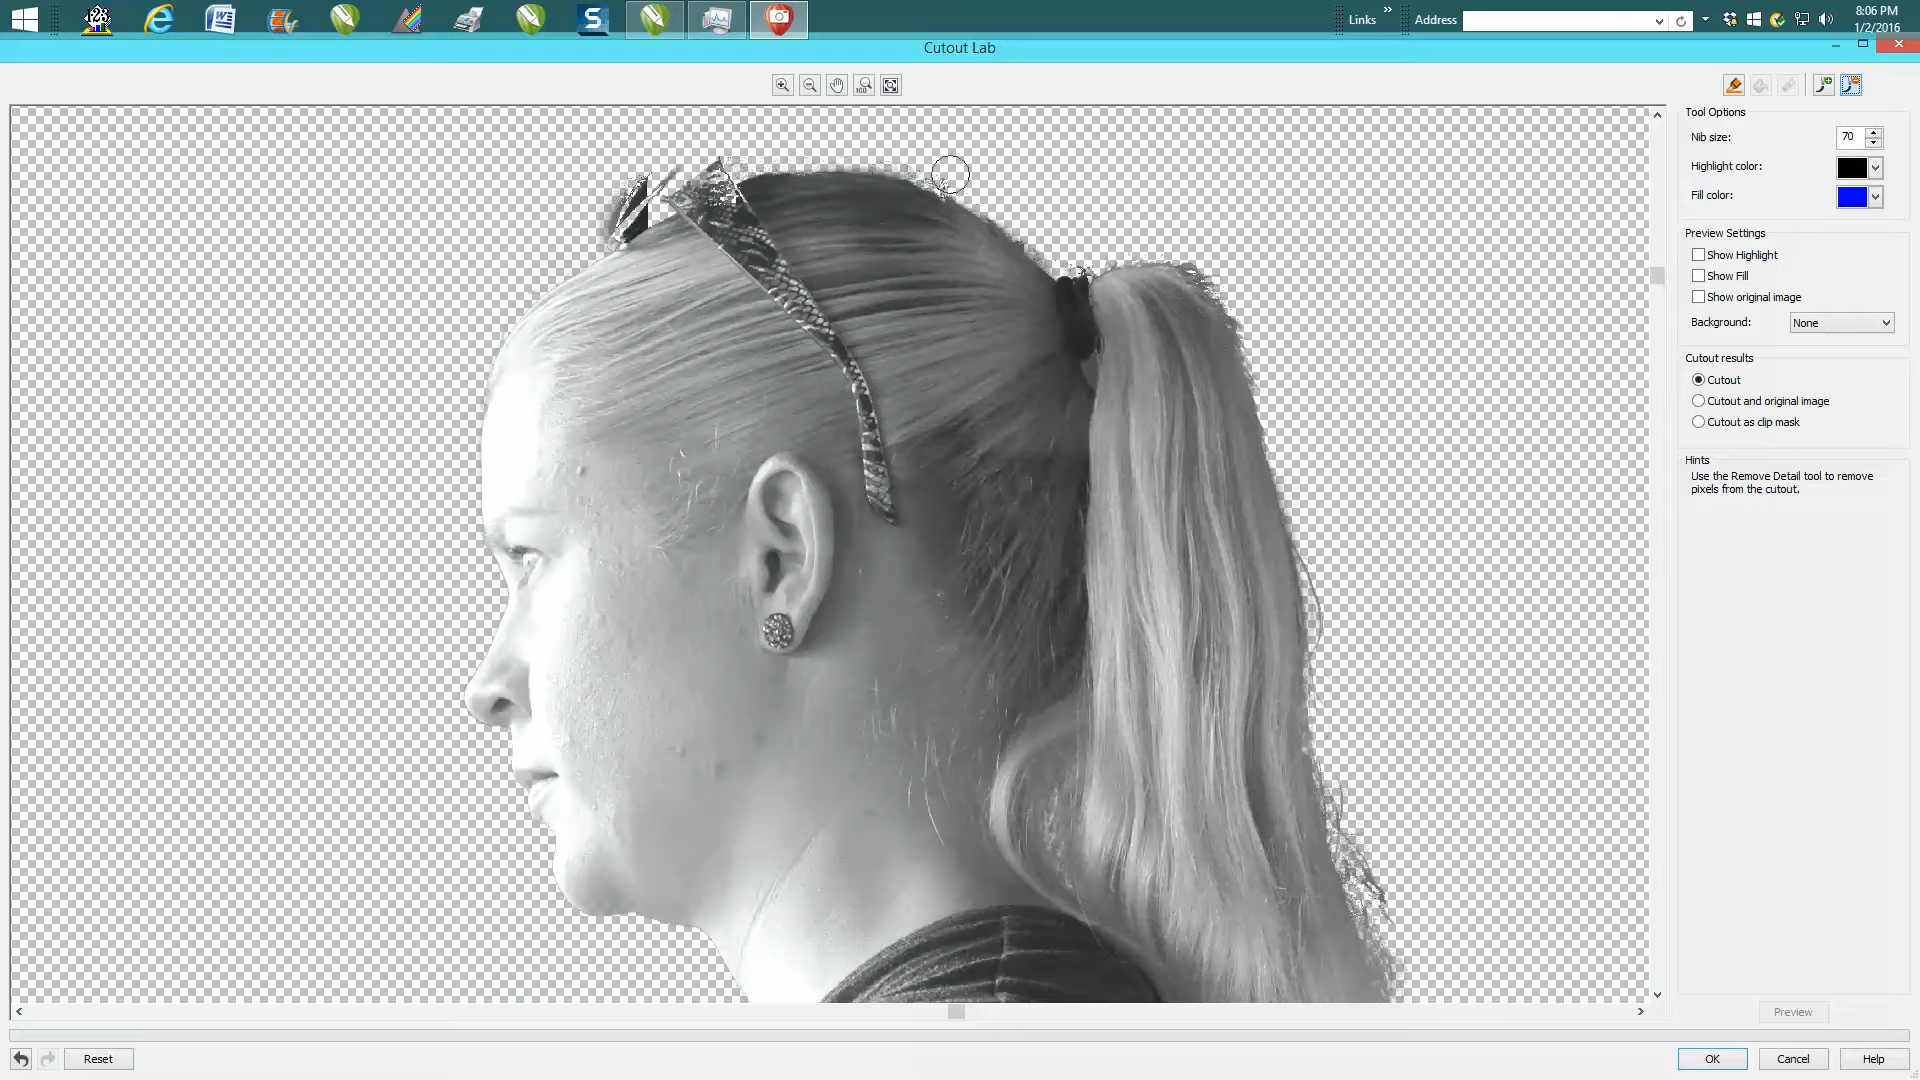 Links
»
Address
8:06 PM
1/2/2016
Cutout Lab
100
Tool Options
Nib size:
70
Highlight color:
Fill color:
Preview Settings
Show Highlight
Show Fill
Show original image
Background:
None
Cutout results
Cutout
Cutout and original image
Cutout as clip mask
Hints
Use the Remove Detail tool to remove
pixels from the cutout.
Preview
Reset
OK
Cancel
Help